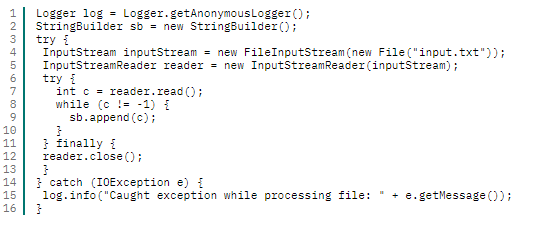 1 Logger log = Logger.getAnonymousLogger();
2 StringBuilder sb = new StringBuilder();
3 try {
4  InputStream inputStream = new FileInputStream(new File("input.txt"));
5  InputStreamReader reader = new InputStreamReader(inputStream);
6  try {
7    int c = reader.read();
8    while (c != -1) {
9      sb.append(c);
10    }
11  } finally {
12  reader.close();
13  }
14 } catch (IOException e) {
15  log.info("Caught exception while processing file: " + e.getMessage());
16 }